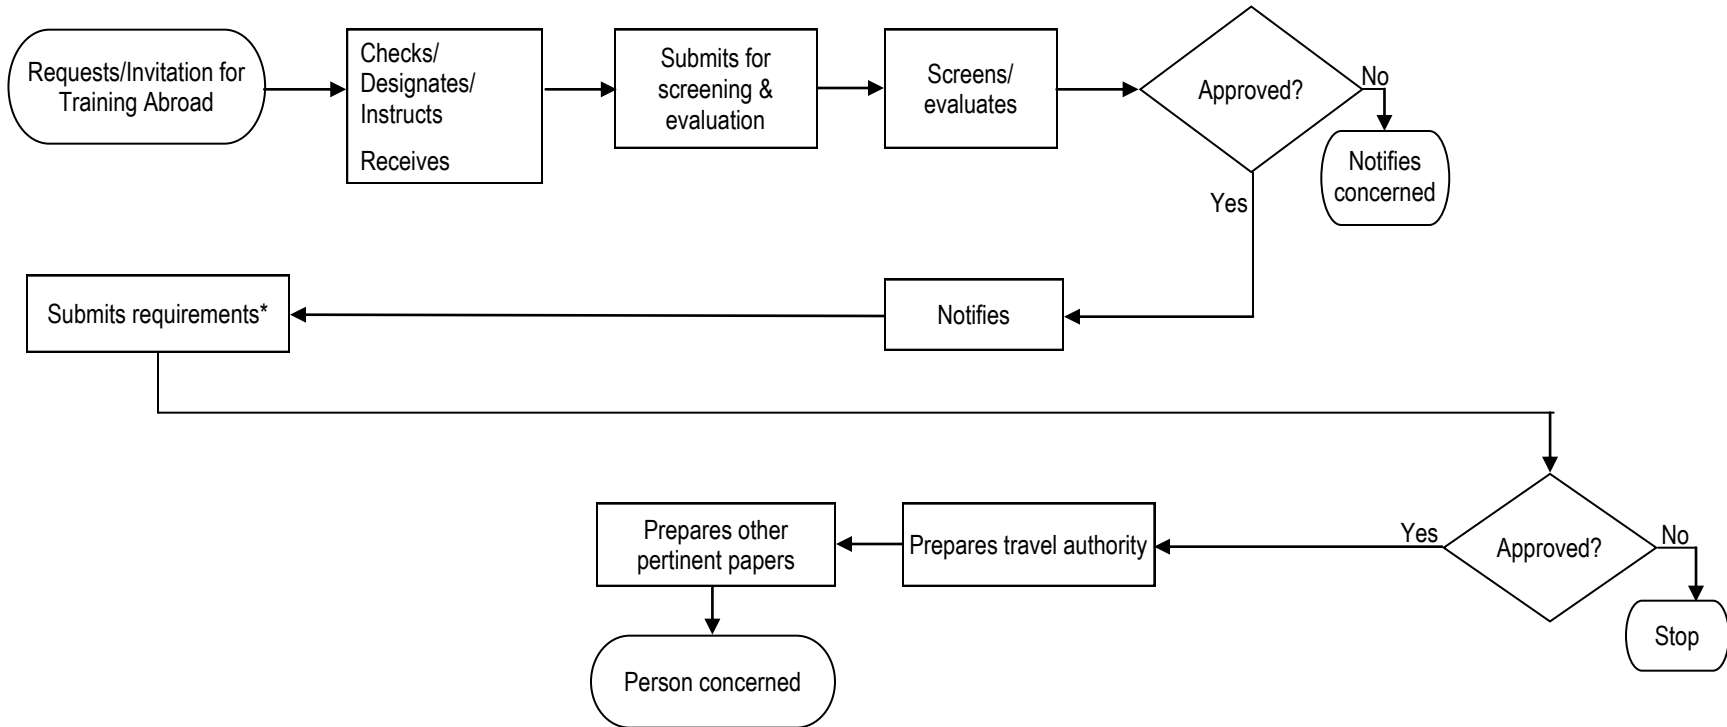 Requests/Invitation for
Training Abroad
Checks/
Designates/
Instructs
Receives
Submits for
screening &
evaluation
Screens/
evaluates
Approved?
No
Notifies
concerned
Yes
Submits requirements*
Notifies
Prepares other
pertinent papers
Prepares travel authority
Yes
Approved?
No
Stop
Person concerned